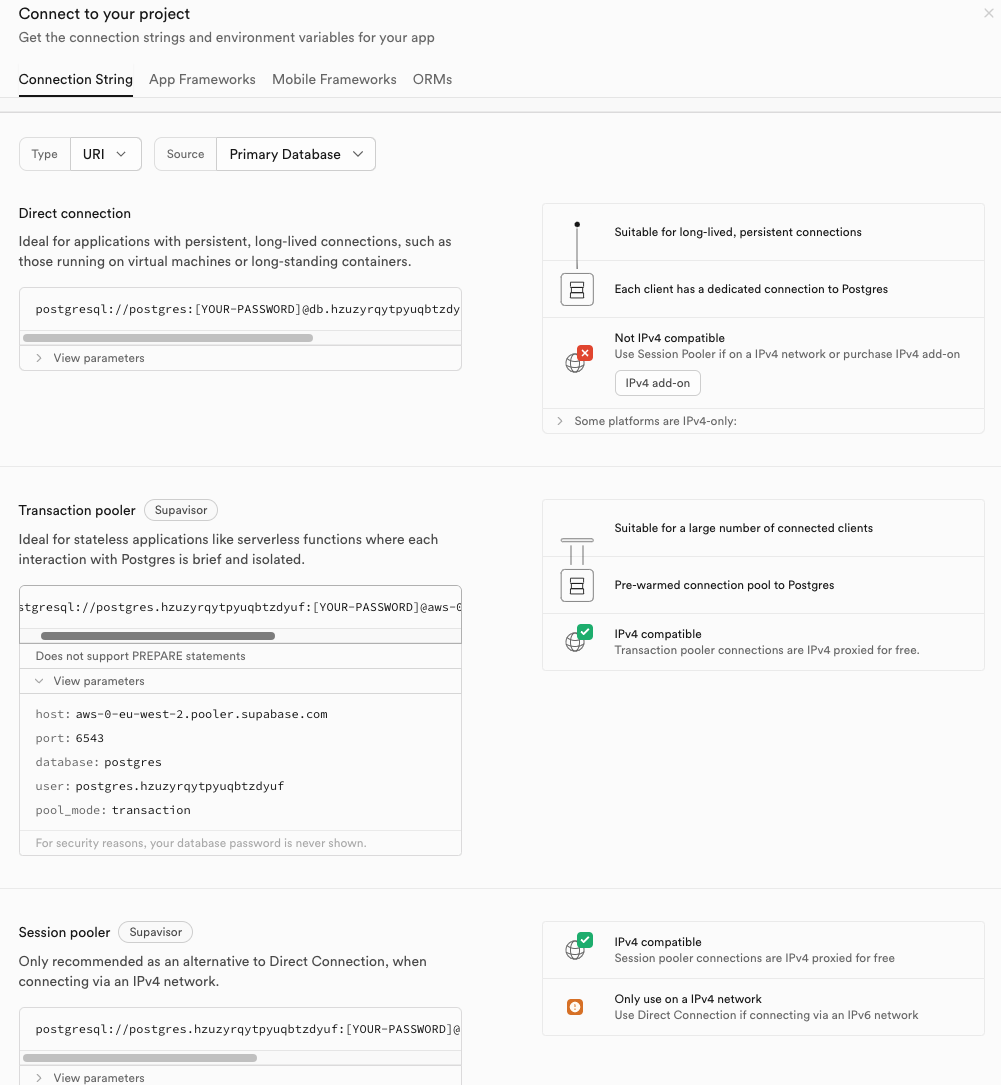 Connect to your project
Get the connection strings and environment variables for your app
Connection String App Frameworks Mobile Frameworks ORMs
Type URI Source Primary Database
Direct connection
Ideal for applications with persistent, long-lived connections, such as
those running on virtual machines or long-standing containers.
postgresql://postgres:[YOUR-PASSWORD]@db.hzuzyrqytpyuqbtzdy
View parameters
Suitable for long-lived, persistent connections
Each client has a dedicated connection to Postgres
Not IPv4 compatible
Use Session Pooler if on a IPv4 network or purchase IPv4 add-on
IPv4 add-on
Some platforms are IPv4-only:
Transaction pooler Supavisor
Ideal for stateless applications like serverless functions where each
interaction with Postgres is brief and isolated.
stgresql://postgres.hzuzyrqytpyuqbtzdyuf:[YOUR-PASSWORD]@aws-0
Does not support PREPARE statements
View parameters
host: aws-0-eu-west-2.pooler.supabase.com
port: 6543
database: postgres
user: postgres.hzuzyrqytpyuqbtzdyuf
pool_mode: transaction
For security reasons, your database password is never shown.
Suitable for a large number of connected clients
Pre-warmed connection pool to Postgres
IPv4 compatible
Transaction pooler connections are IPv4 proxied for free.
Session pooler Supavisor
Only recommended as an alternative to Direct Connection, when
connecting via an IPv4 network.
postgresql://postgres.hzuzyrqytpyuqbtzdyuf:[YOUR-PASSWORD]@
View parameters
IPv4 compatible
Session pooler connections are IPv4 proxied for free
Only use on a IPv4 network
Use Direct Connection if connecting via an IPv6 network